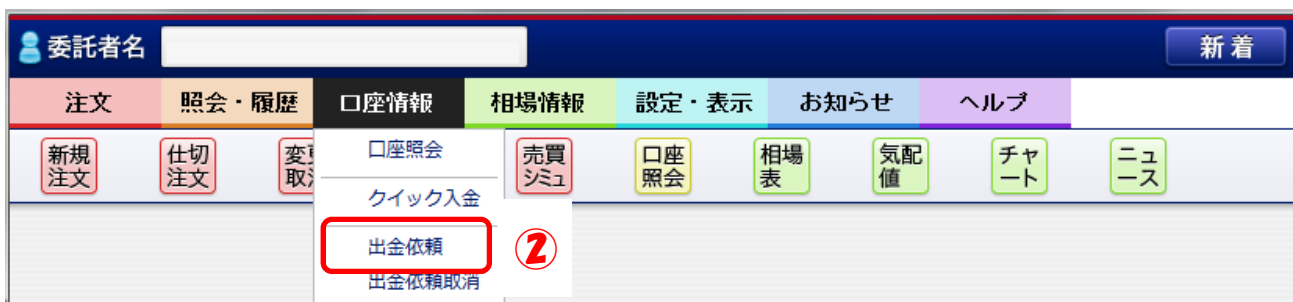 委託者名
新着
注文 照会・履歴 口座情報 相場情報 設定・表示 お知らせ ヘルプ
新規注文 仕切注文 売買シミュ 口座照会 相場表 気配値 チャート ニュース
口座照会
クイック入金
出金依頼 ②
出金依頼取消